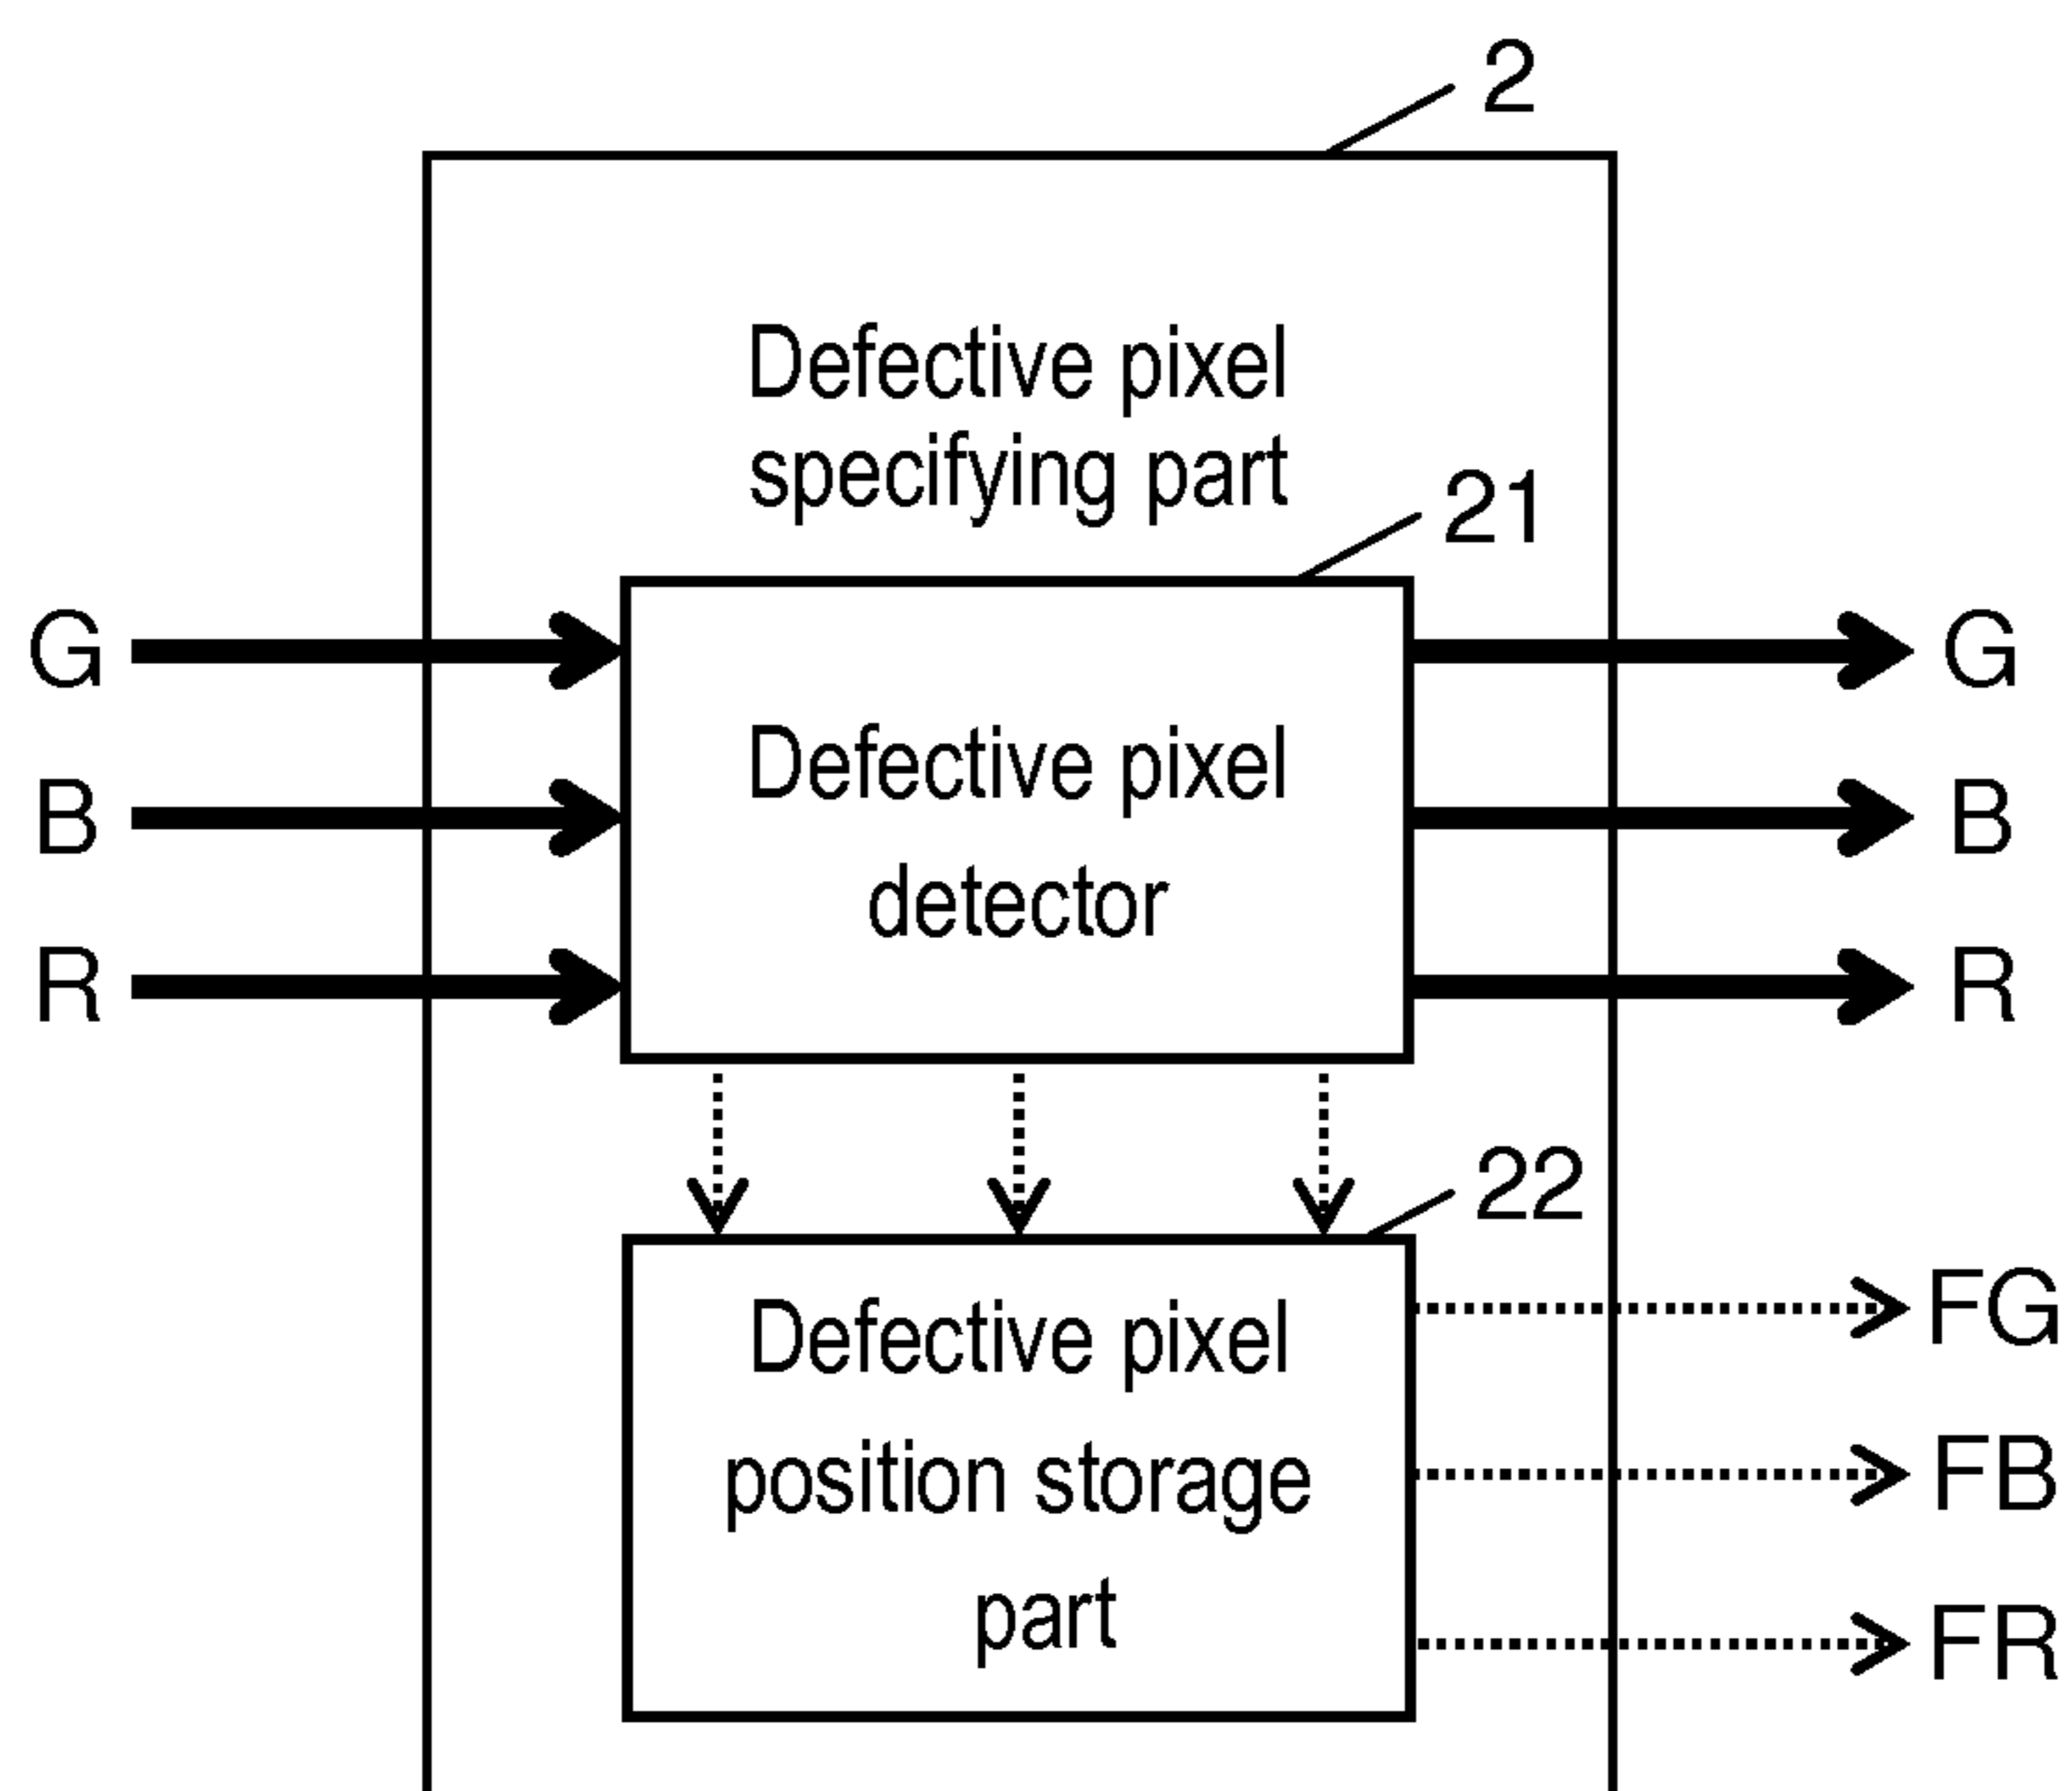 2
Defective pixel
specifying part
21
G
G
Defective pixel
B
B
detector
R
R
22
FG
Defective pixel
position storage
FB
part
FR